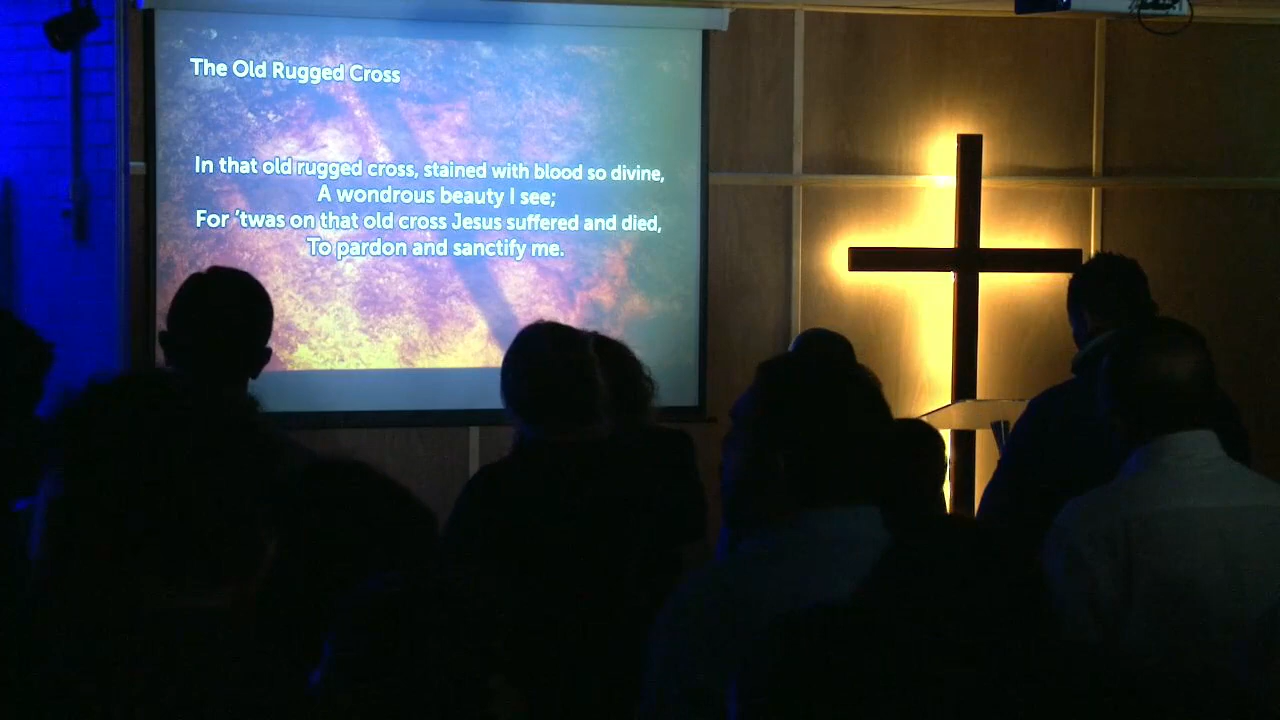 The Old Rugged Cross
In that old rugged cross, stained with blood so divine,
A wondrous beauty I see;
For 'twas on that old cross Jesus suffered and died,
To pardon and sanctify me.